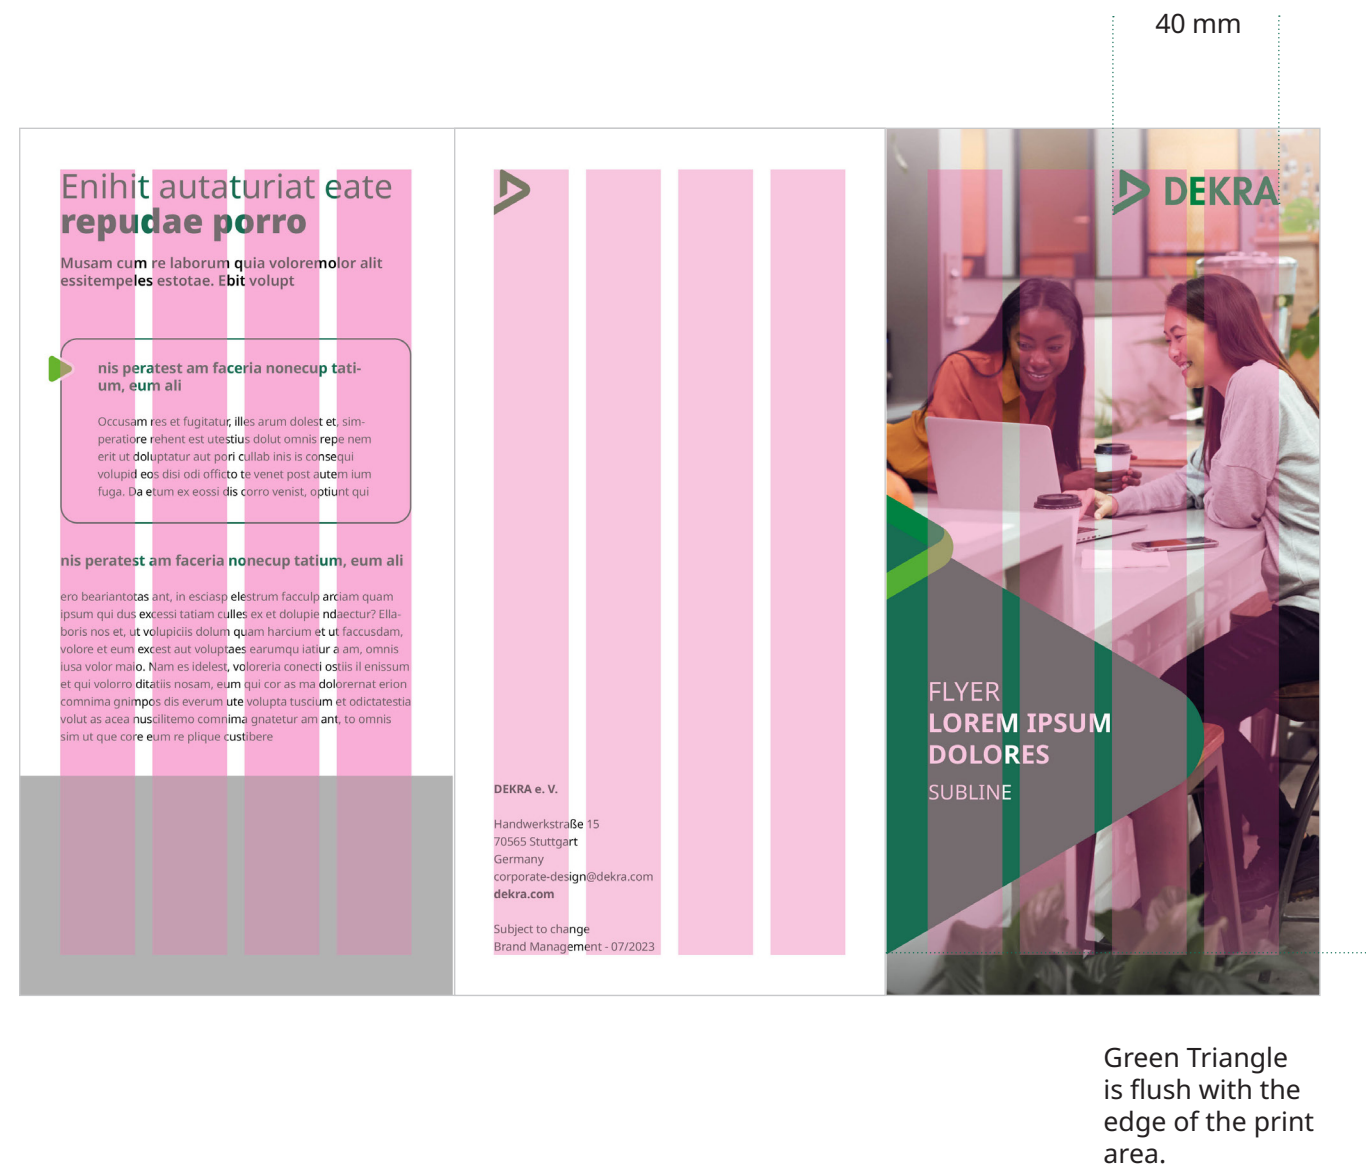 40 mm
Enihit autaturiat eate
repudae porro
Musam cum re laborum quia voloremolor alit
essitempeles estotae. Ebit volupt
nis peratest am faceria nonecup tati-
um, eum ali
Occusam res et fugitatur, illes arum dolest et, sim-
peratiore rehent est utestius dolut omnis repe nem
erit ut doluptatur aut pori cullab inis is consequi
volupid eos disi odi officto te venet post autem ium
fuga. Da etum ex eossi dis corro venist, optiunt qui
nis peratest am faceria nonecup tatium, eum ali
ero beariantotas ant, in esciasp elestrum facculp arciam quam
ipsum qui dus excessi tatiam culles ex et dolupie ndaectur? Ella-
boris nos et, ut volupiciis dolum quam harcium et ut faccusdam,
volore et eum excest aut voluptaes earumqu iatiur a am, omnis
iusa volor maio. Nam es idelest, voloreria conecti ostiis il enissum
et qui volorro ditatiis nosam, eum qui cor as ma dolorernat erion
comnima gnimpos dis everum ute volupta tuscium et odictatestia
volut as acea nuscilitemo comnima gnatetur am ant, to omnis
sim ut que core eum re plique custibere
DEKRA e. V.
Handwerkstraße 15
70565 Stuttgart
Germany
corporate-design@dekra.com
dekra.com
Subject to change
Brand Management - 07/2023
DEKRA
FLYER
LOREM IPSUM
DOLORES
SUBLINE
Green Triangle
is flush with the
edge of the print
area.